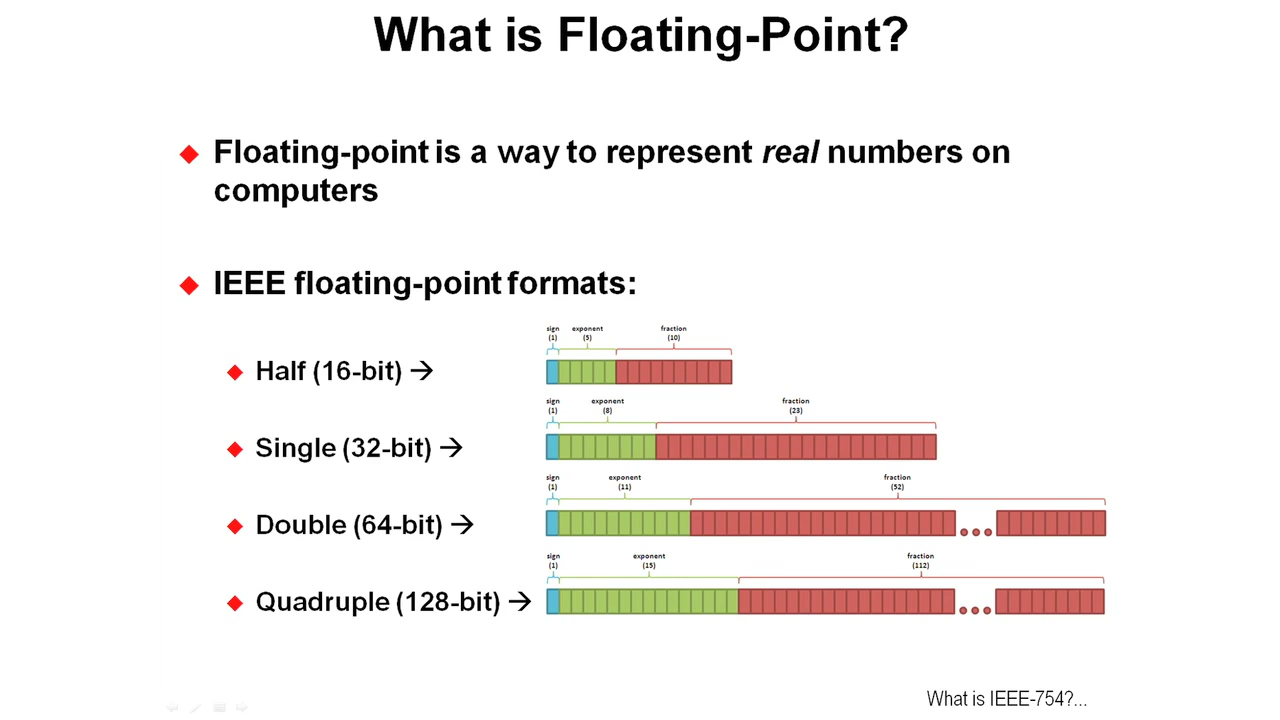 What is Floating-Point?
Floating-point is a way to represent real numbers on
computers
IEEE floating-point formats:
sign exponent fraction
(1) (5) (10)
Half (16-bit) →
sign exponent fraction
(1) (8) (23)
Single (32-bit) →
sign exponent fraction
(1) (11) (52)
Double (64-bit) →
sign exponent fraction
(1) (15) (112)
Quadruple (128-bit) →
What is IEEE-754?...